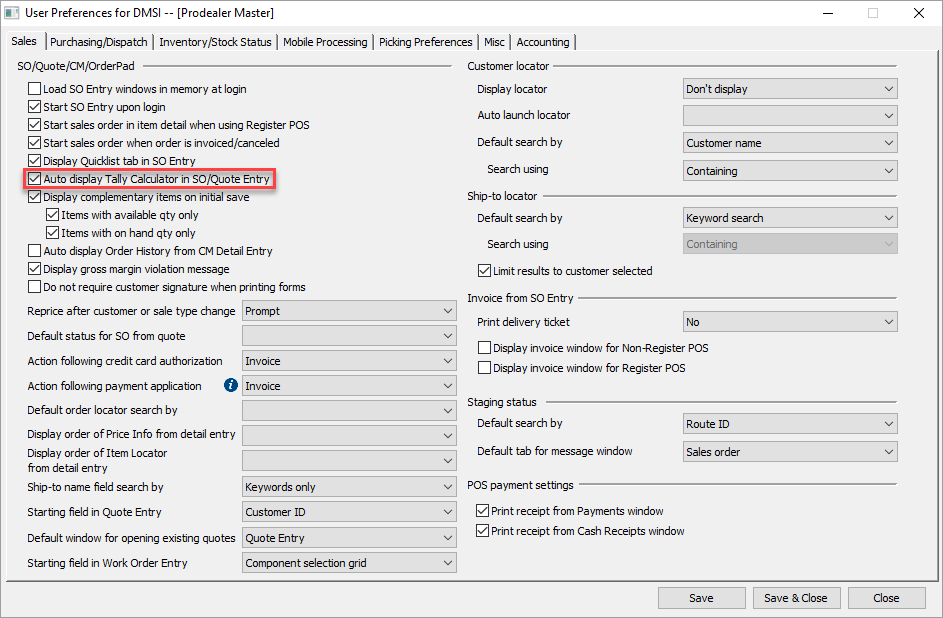 User Preferences for DMSI -- [Prodealer Master]
Sales
Purchasing/Dispatch
Inventory/Stock Status
Mobile Processing
Picking Preferences
Misc
Accounting
SO/Quote/CM/OrderPad
Load SO Entry windows in memory at login
Start SO Entry upon login
Start sales order in item detail when using Register POS
Start sales order when order is invoiced/canceled
Display Quicklist tab in SO Entry
Auto display Tally Calculator in SO/Quote Entry
Display complementary items on initial save
Items with available qty only
Items with on hand qty only
Auto display Order History from CM Detail Entry
Display gross margin violation message
Do not require customer signature when printing forms
Reprice after customer or sale type change Prompt
Default status for SO from quote
Action following credit card authorization Invoice
Action following payment application i Invoice
Default order locator search by
Display order of Price Info from detail entry
Display order of Item Locator
from detail entry
Ship-to name field search by Keywords only
Starting field in Quote Entry Customer ID
Default window for opening existing quotes Quote Entry
Starting field in Work Order Entry Component selection grid
Customer locator
Display locator Don't display
Auto launch locator
Default search by Customer name
Search using Containing
Ship-to locator
Default search by Keyword search
Search using Containing
Limit results to customer selected
Invoice from SO Entry
Print delivery ticket No
Display invoice window for Non-Register POS
Display invoice window for Register POS
Staging status
Default search by Route ID
Default tab for message window Sales order
POS payment settings
Print receipt from Payments window
Print receipt from Cash Receipts window
Save
Save & Close
Close